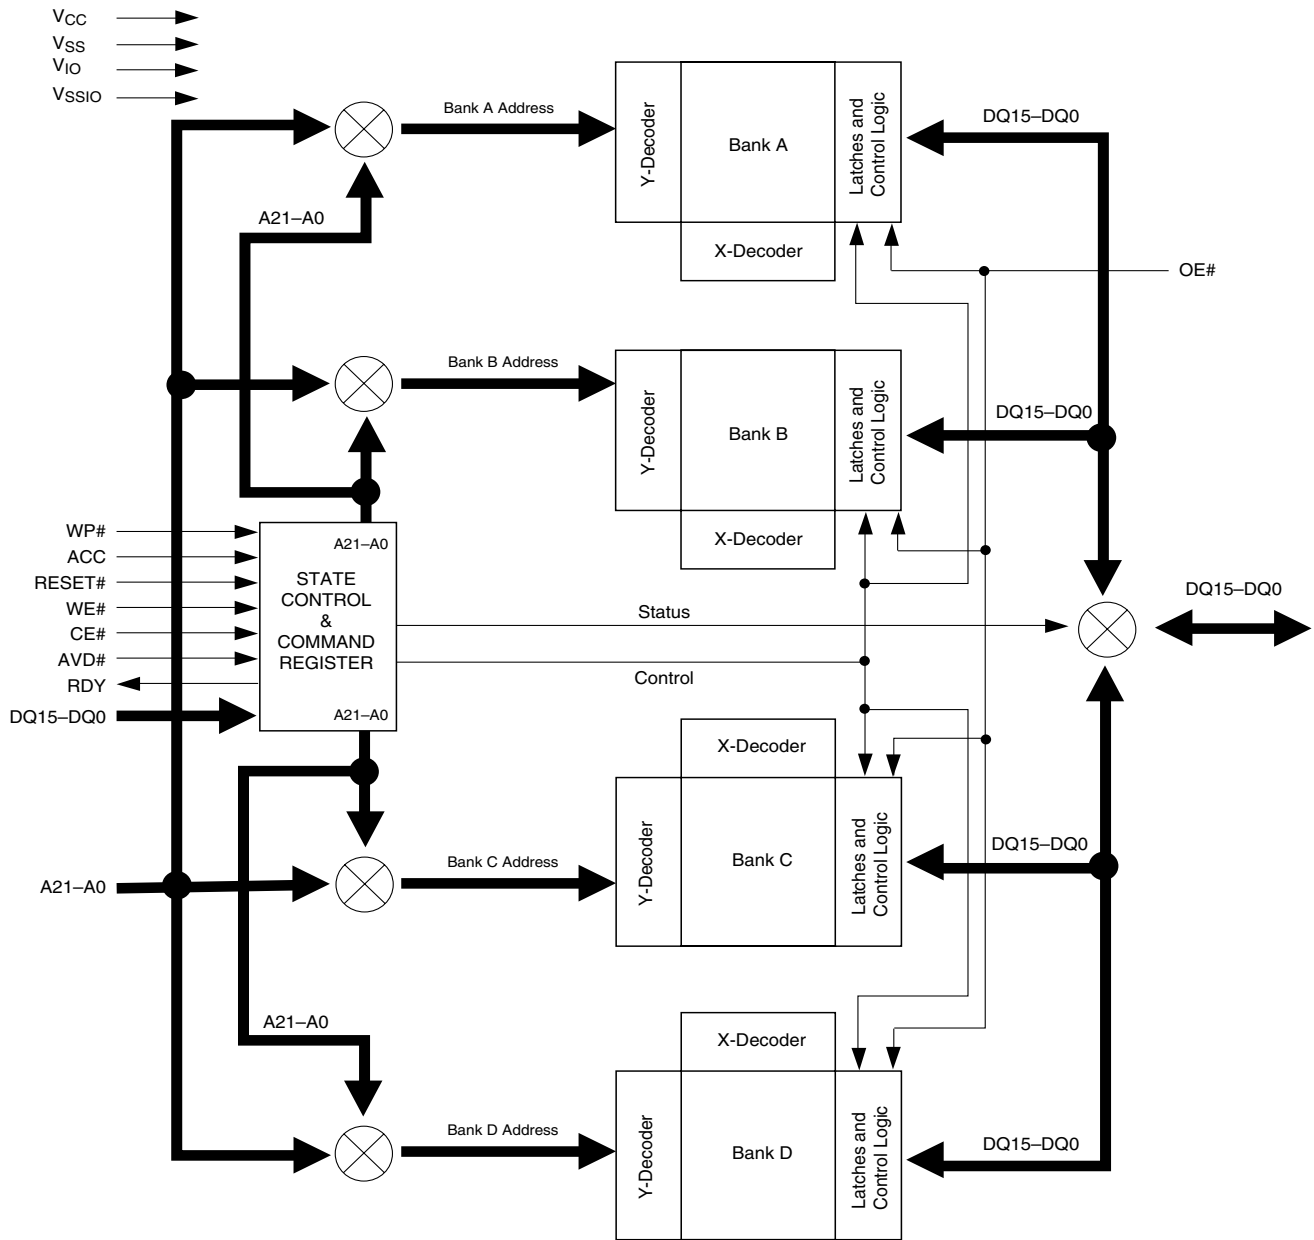 VCC
VSS
VIO
VSSIO
Bank A Address
Y-Decoder
Bank A
Latches and
Control Logic
DQ15–DQ0
A21–A0
X-Decoder
OE#
Bank B Address
Y-Decoder
Bank B
Latches and
Control Logic
DQ15–DQ0
X-Decoder
WP#
ACC
RESET#
WE#
CE#
AVD#
RDY
DQ15–DQ0
A21–A0
STATE
CONTROL
&
COMMAND
REGISTER
A21–A0
Status
Control
DQ15–DQ0
X-Decoder
A21–A0
Bank C Address
Y-Decoder
Bank C
Latches and
Control Logic
DQ15–DQ0
A21–A0
X-Decoder
Bank D Address
Y-Decoder
Bank D
Latches and
Control Logic
DQ15–DQ0